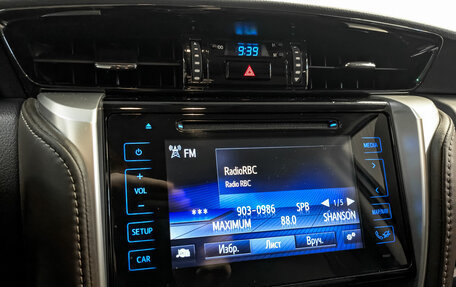 9:39
FM
MEDIA
RadioRBC
Radio RBC
+
VOL
−
*** 903-0986 SPB 1/5
MAXIMUM 88.0 SHANSON
SETUP
Избр. Лист Вруч.
CAR